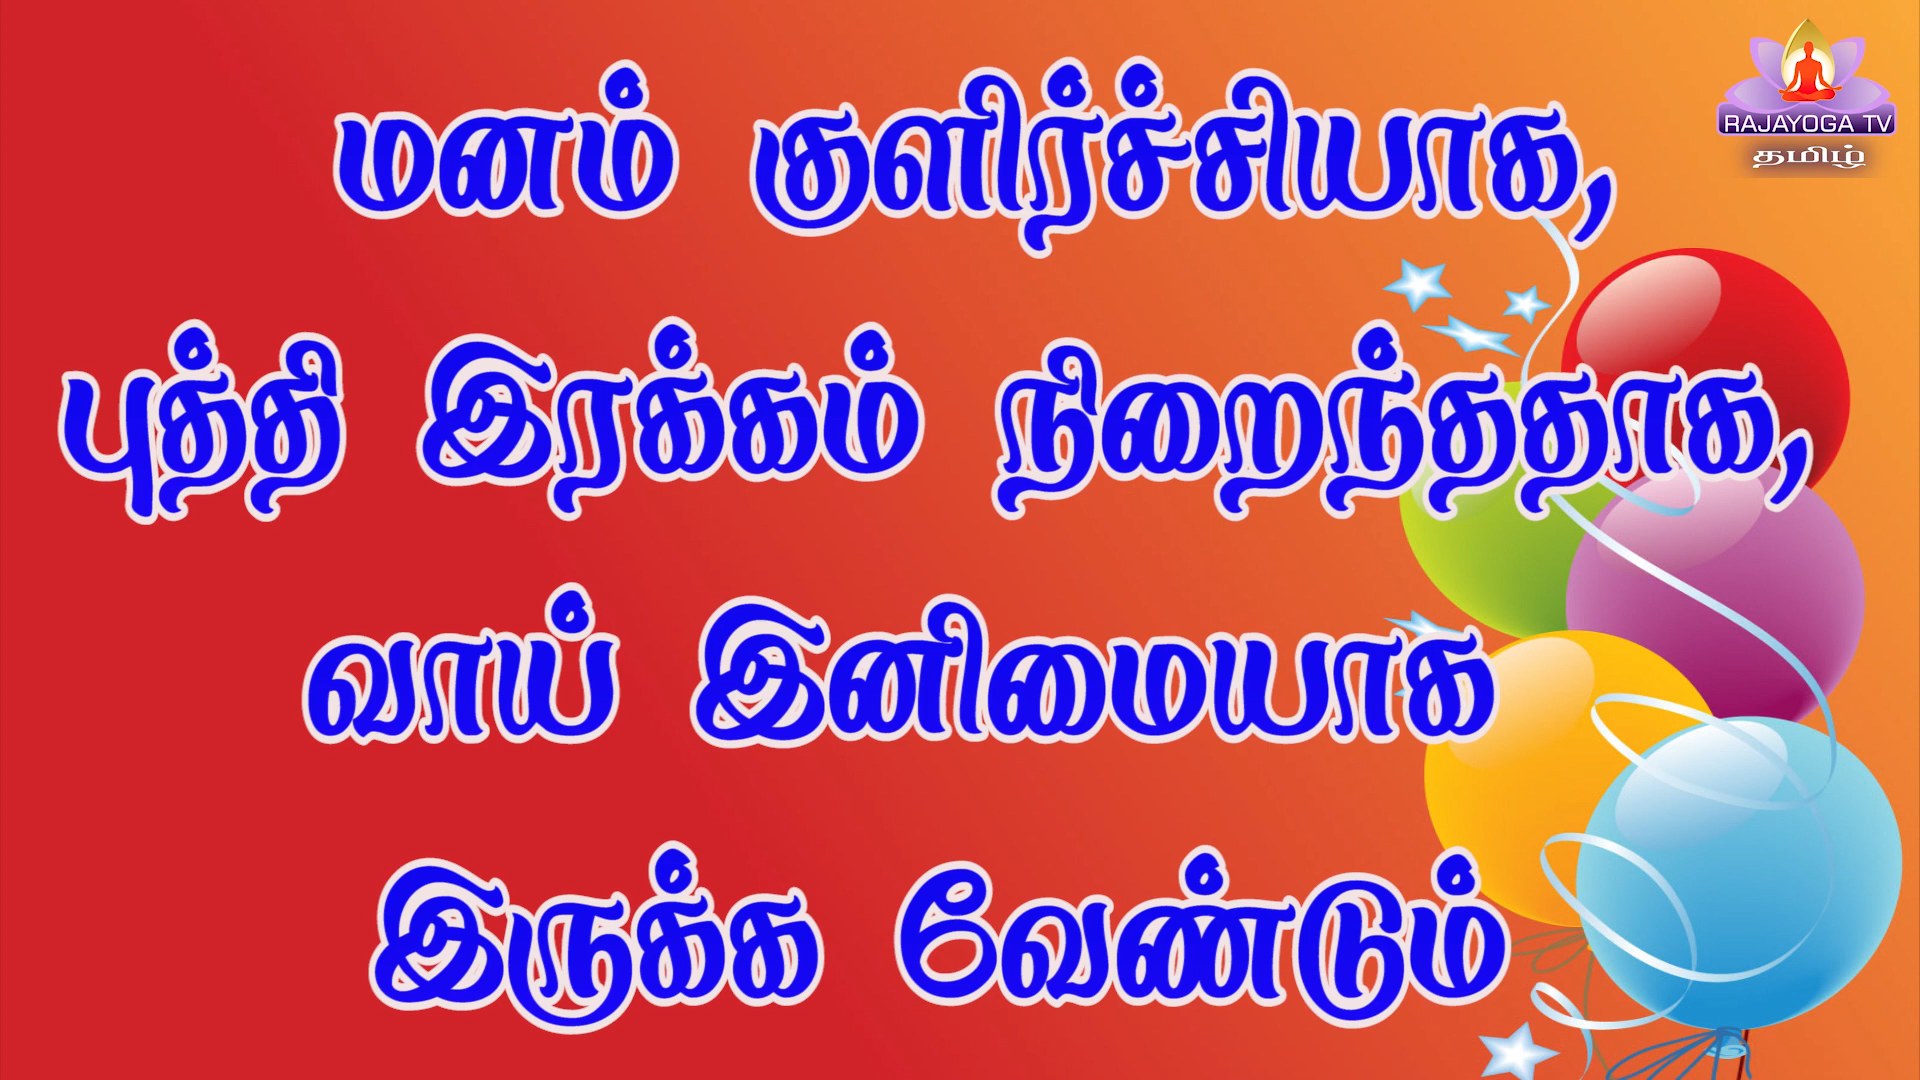 RAJAYOGA TV
தமிழ்
மனம் குளிர்ச்சியாக,
புத்தி இரக்கம் நிறைந்ததாக,
வாய் இனிமையாக
இருக்க வேண்டும்